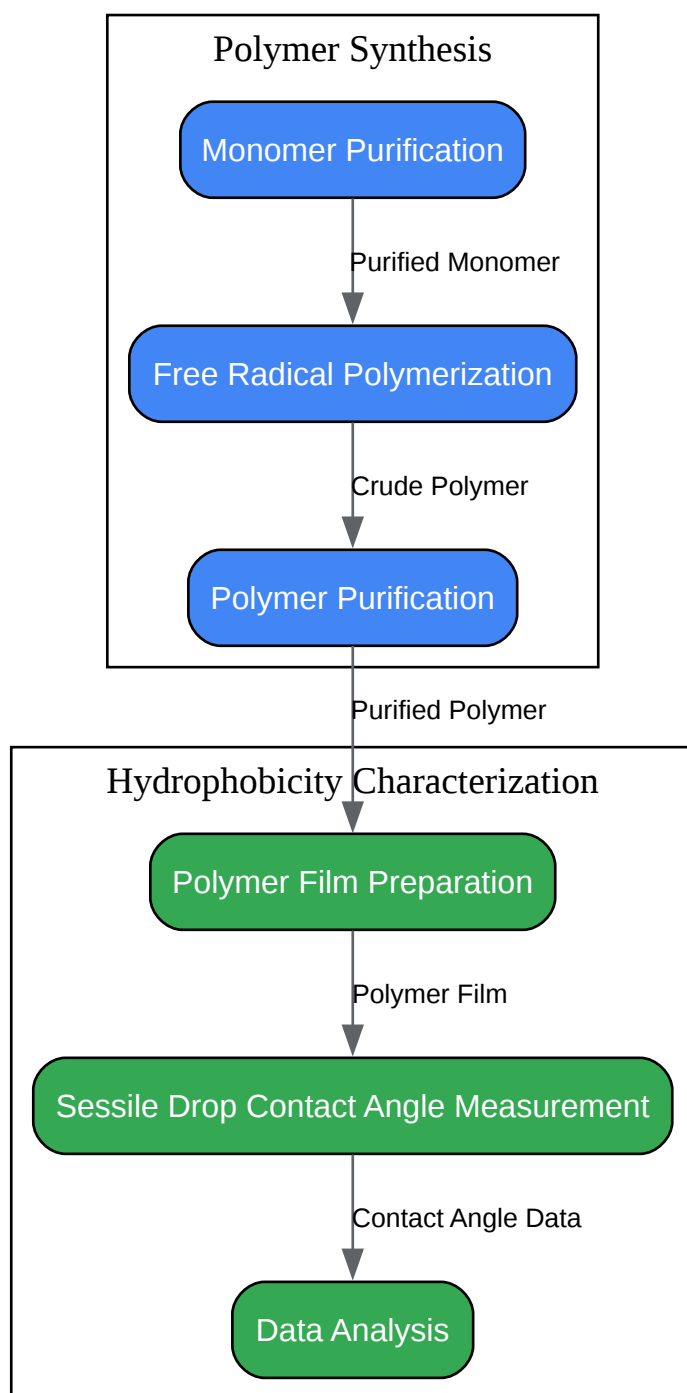 Polymer Synthesis
Monomer Purification
Purified Monomer
Free Radical Polymerization
Crude Polymer
Polymer Purification
Purified Polymer
Hydrophobicity Characterization
Polymer Film Preparation
Polymer Film
Sessile Drop Contact Angle Measurement
Contact Angle Data
Data Analysis